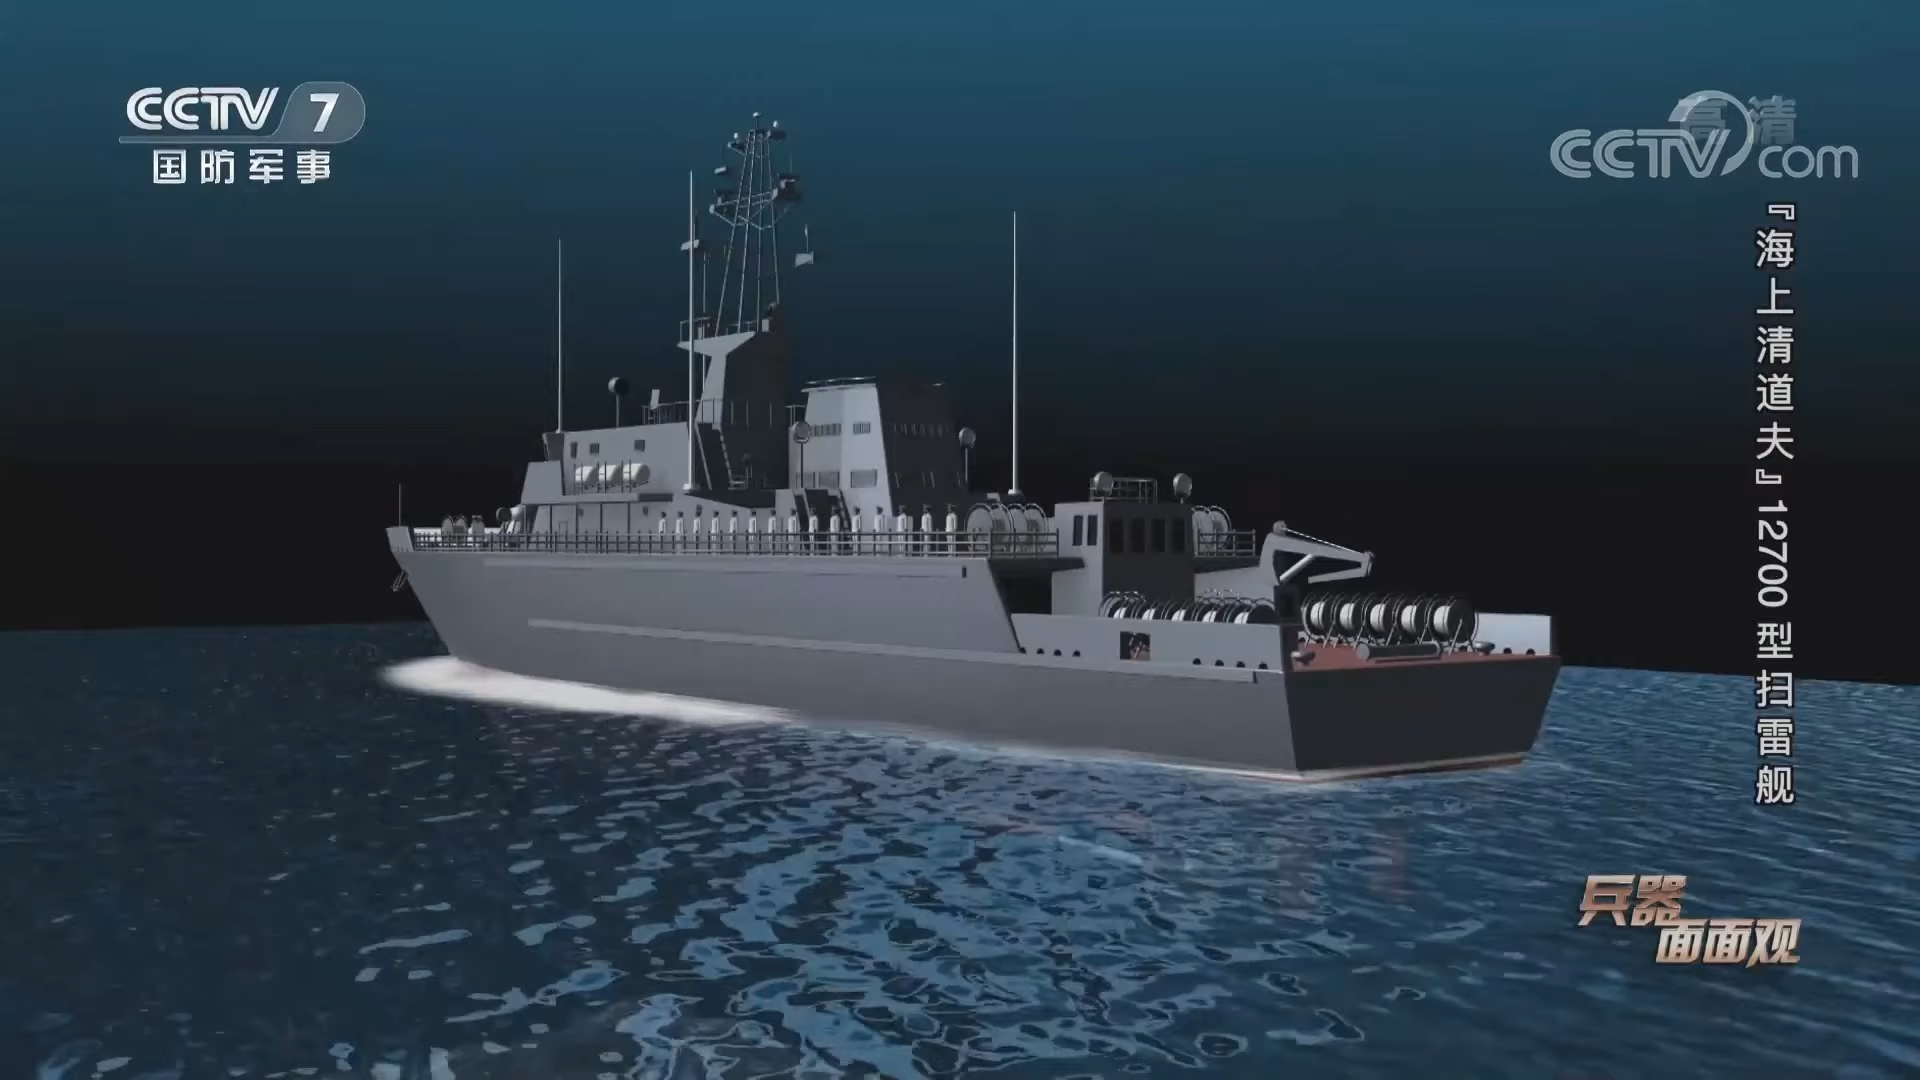 CCTV 7
国防军事
高清
CCTV com
『海上清道夫』12700型扫雷舰
兵器
面面观